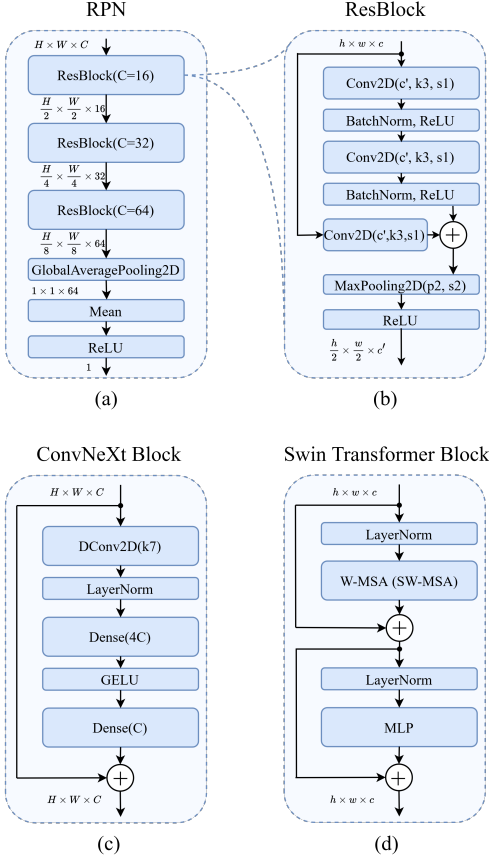 RPN
H × W × C
ResBlock(C=16)
H/2 × W/2 × 16
ResBlock(C=32)
H/4 × W/4 × 32
ResBlock(C=64)
H/8 × W/8 × 64
GlobalAveragePooling2D
1 × 1 × 64
Mean
ReLU
1
(a)
ResBlock
h × w × c
Conv2D(c', k3, s1)
BatchNorm, ReLU
Conv2D(c', k3, s1)
BatchNorm, ReLU
Conv2D(c',k3,s1)
+
MaxPooling2D(p2, s2)
ReLU
h/2 × w/2 × c′
(b)
ConvNeXt Block
H × W × C
DConv2D(k7)
LayerNorm
Dense(4C)
GELU
Dense(C)
+
H × W × C
(c)
Swin Transformer Block
h × w × c
LayerNorm
W-MSA (SW-MSA)
+
LayerNorm
MLP
+
h × w × c
(d)